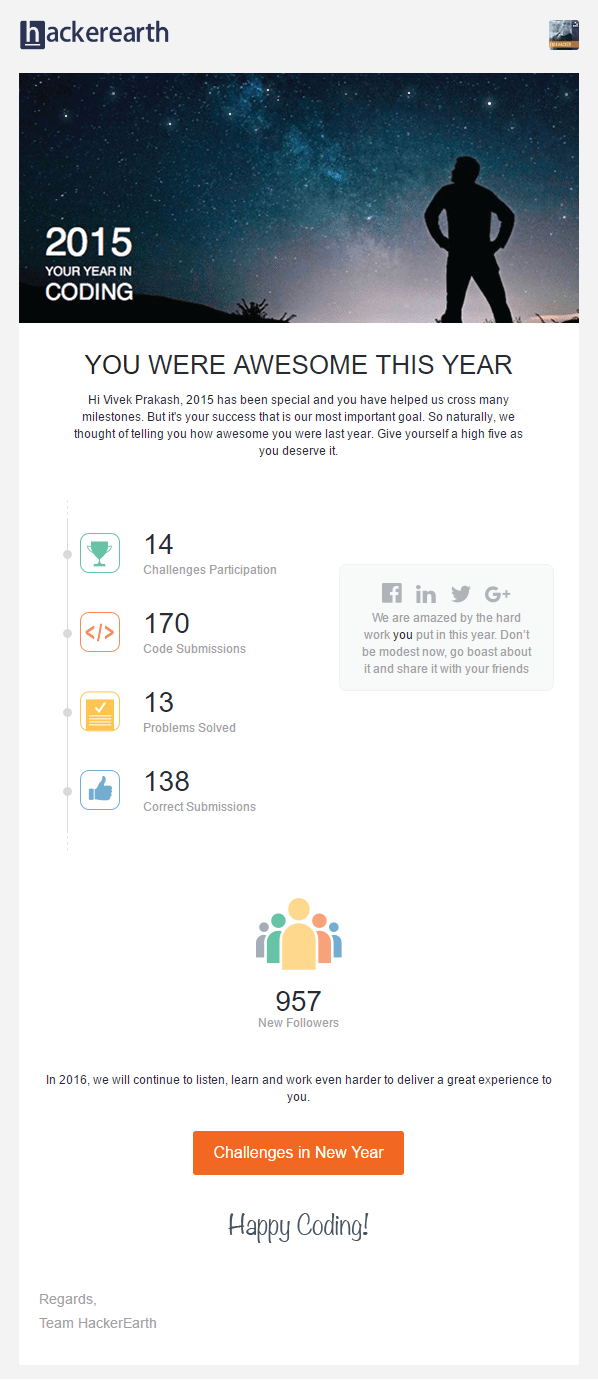 hackerearth
2015
YOUR YEAR IN
CODING
YOU WERE AWESOME THIS YEAR
Hi Vivek Prakash, 2015 has been special and you have helped us cross many
milestones. But it's your success that is our most important goal. So naturally, we
thought of telling you how awesome you were last year. Give yourself a high five as
you deserve it.
14
Challenges Participation
170
Code Submissions
13
Problems Solved
138
Correct Submissions
We are amazed by the hard
work you put in this year. Don't
be modest now, go boast about
it and share it with your friends
957
New Followers
In 2016, we will continue to listen, learn and work even harder to deliver a great experience to
you.
Challenges in New Year
Happy Coding!
Regards,
Team HackerEarth